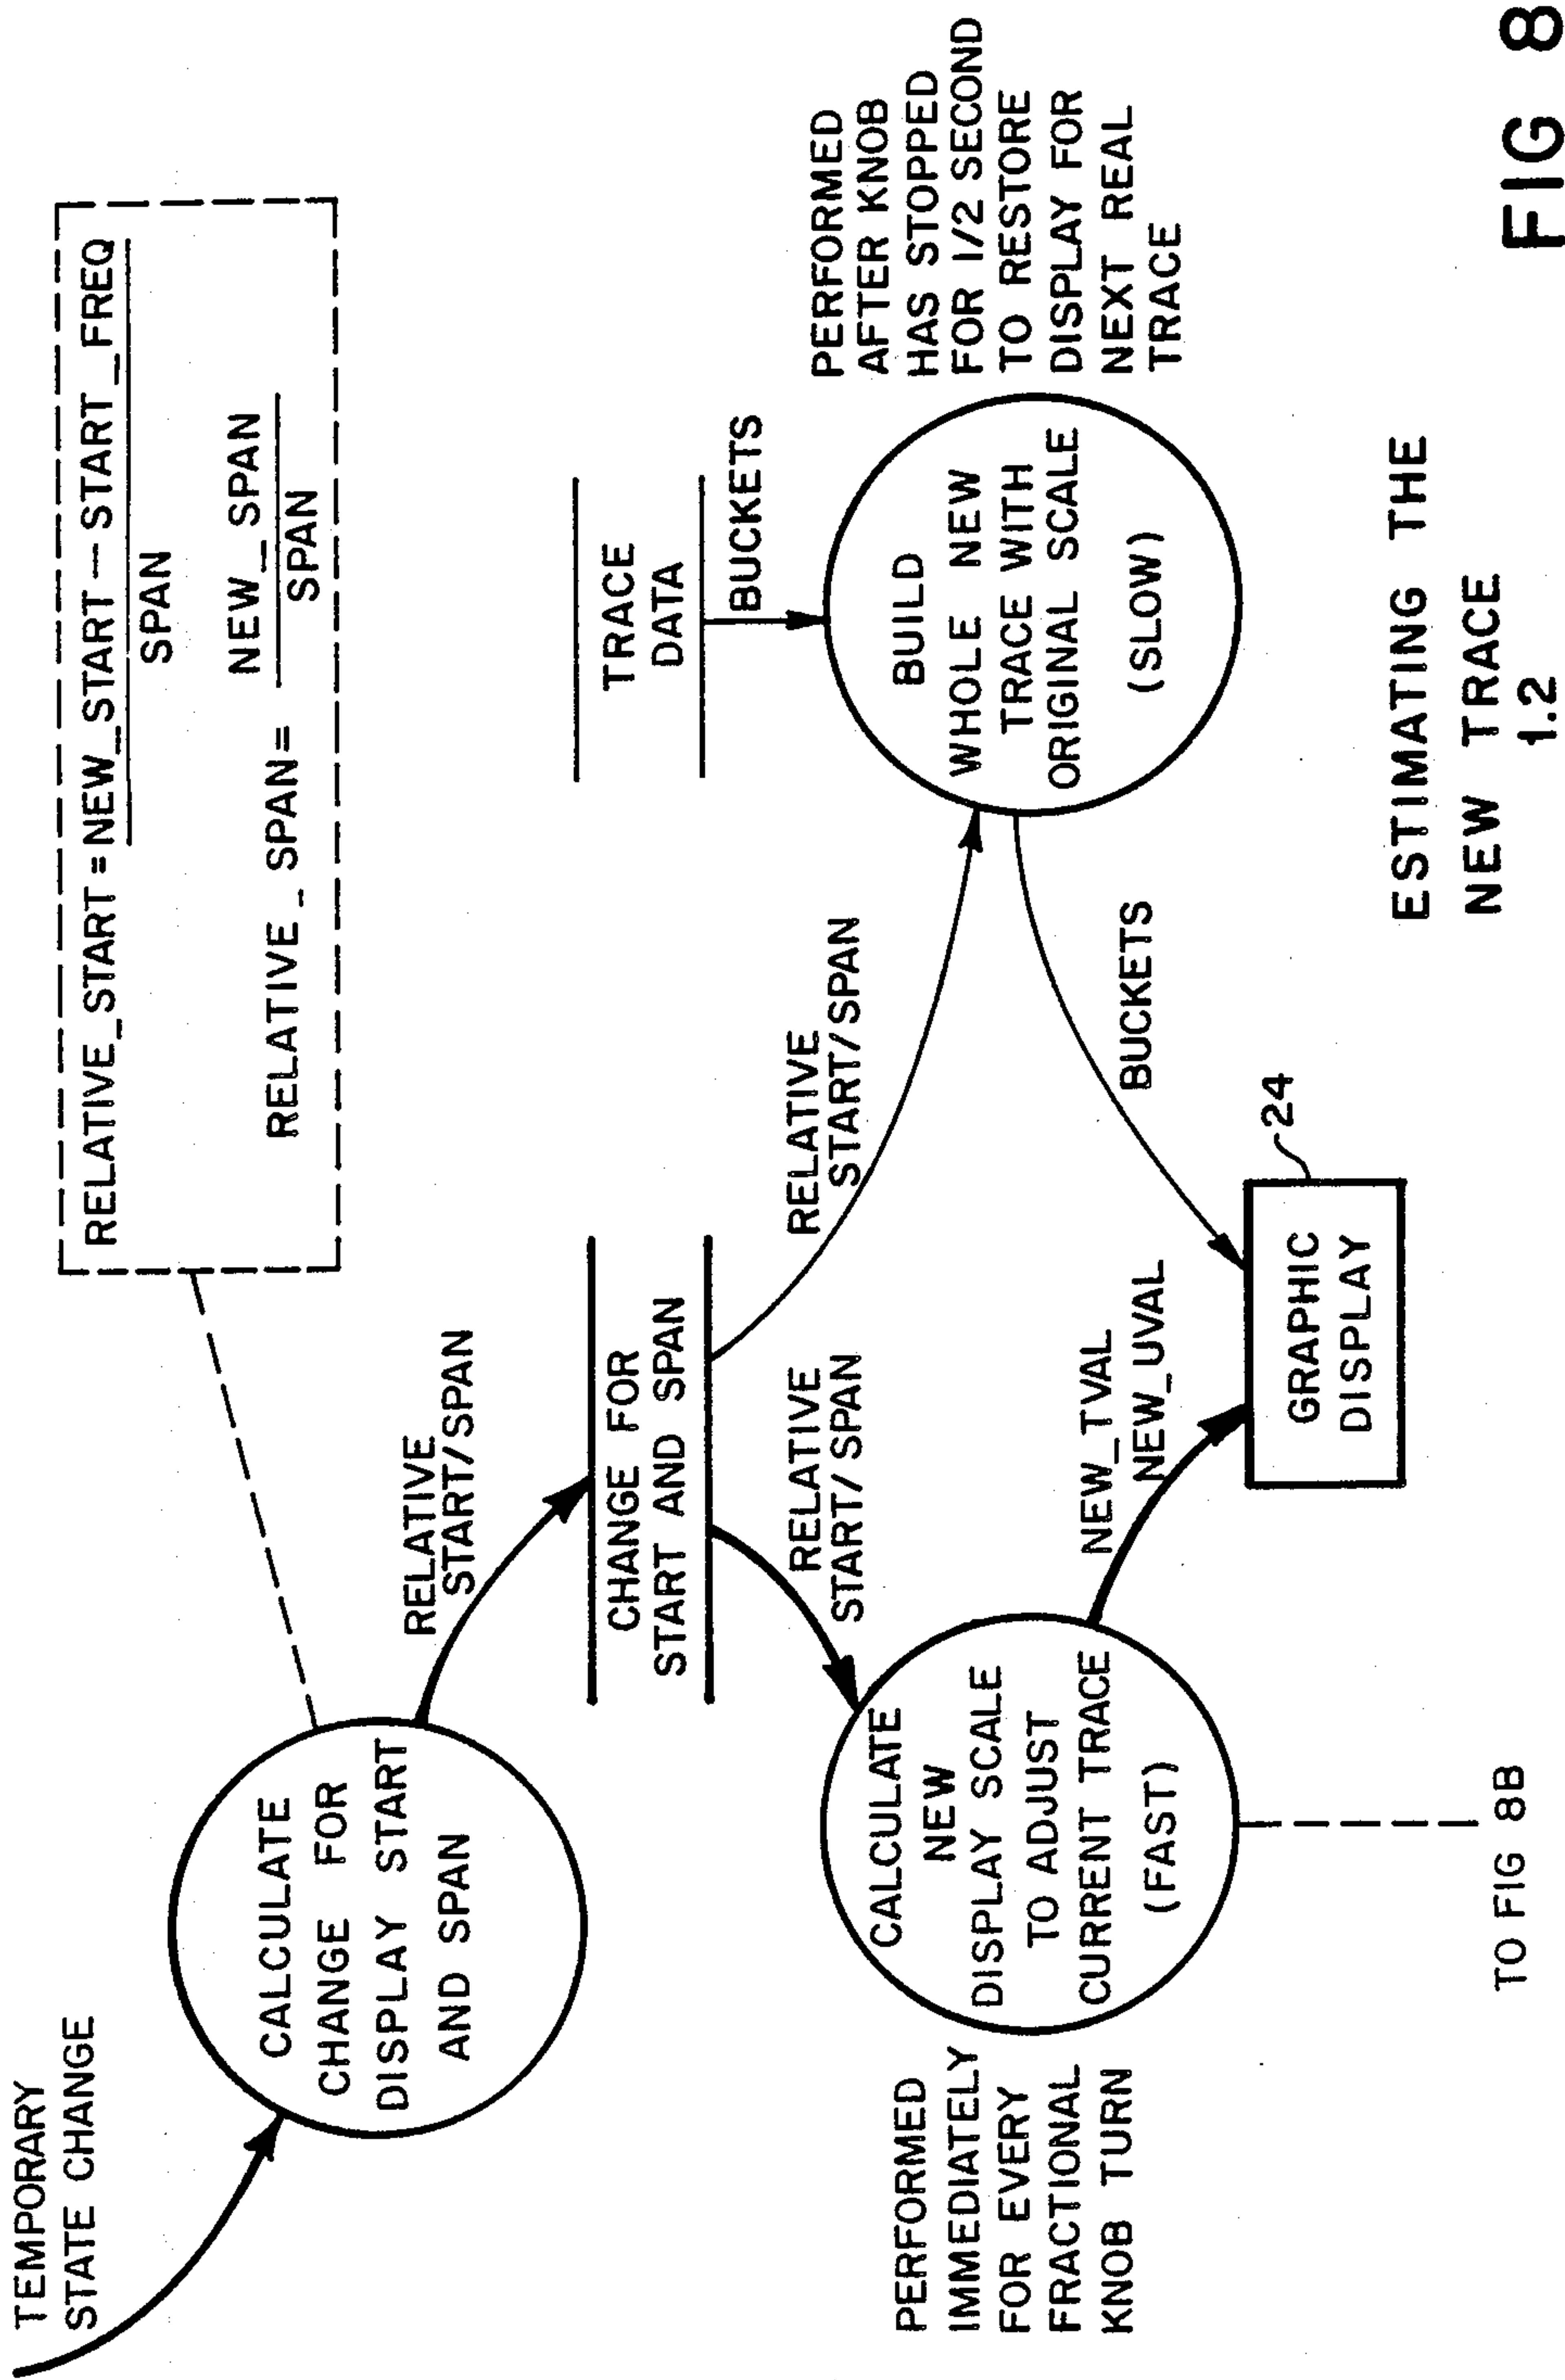 TEMPORARY
STATE CHANGE
CALCULATE
CHANGE FOR
DISPLAY START
AND SPAN
RELATIVE_START = NEW_START — START_FREQ
SPAN
RELATIVE_SPAN = NEW_SPAN
SPAN
RELATIVE
START/SPAN
CHANGE FOR
START AND SPAN
TRACE
DATA
BUCKETS
RELATIVE
START/SPAN
RELATIVE
START/SPAN
PERFORMED
IMMEDIATELY
FOR EVERY
FRACTIONAL
KNOB TURN
CALCULATE
NEW
DISPLAY SCALE
TO ADJUST
CURRENT TRACE
(FAST)
BUILD
WHOLE NEW
TRACE WITH
ORIGINAL SCALE
(SLOW)
PERFORMED
AFTER KNOB
HAS STOPPED
FOR 1/2 SECOND
TO RESTORE
DISPLAY FOR
NEXT REAL
TRACE
NEW_TVAL
NEW_UVAL
BUCKETS
24
GRAPHIC
DISPLAY
TO FIG 8B
ESTIMATING THE
NEW TRACE
1.2
FIG 8